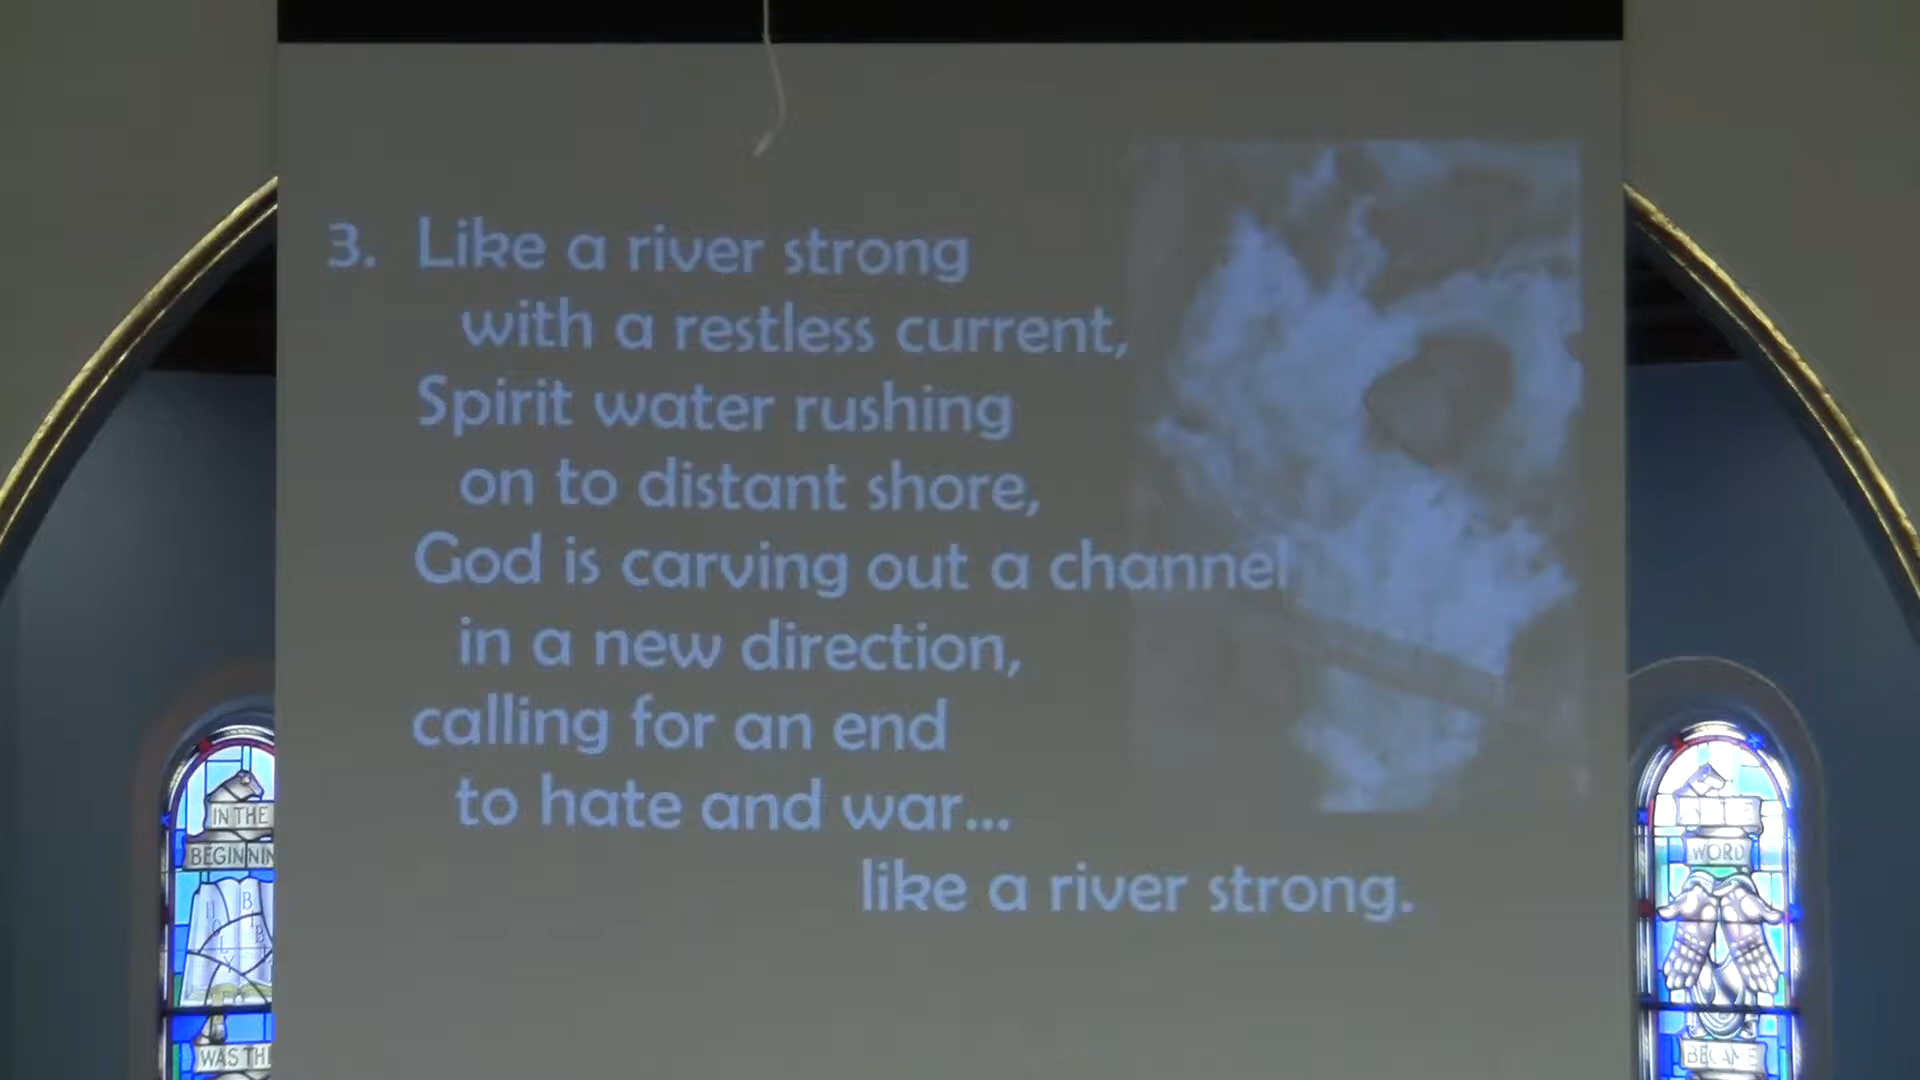 3. Like a river strong
with a restless current,
Spirit water rushing
on to distant shore,
God is carving out a channel
in a new direction,
calling for an end
to hate and war...
like a river strong.
IN THE
BEGINNIN
HOLY
BIB
WAS TH
WORD
BECAME